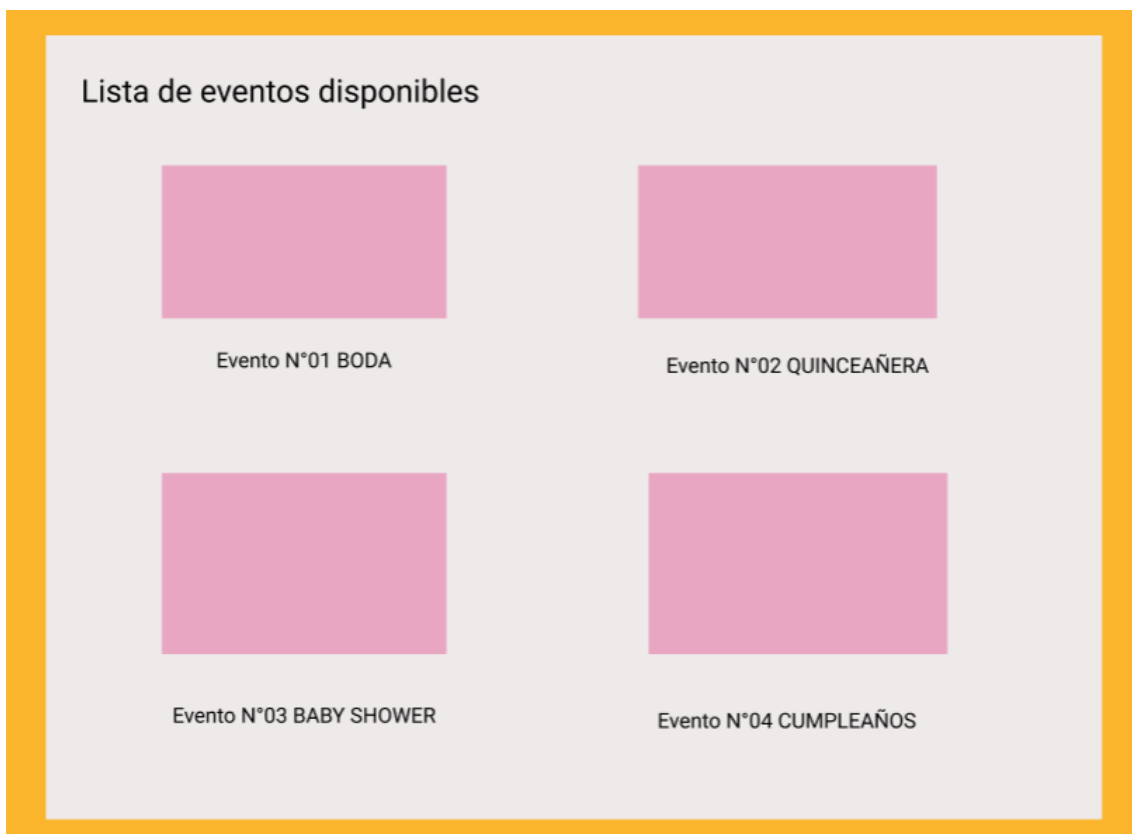 Lista de eventos disponibles
Evento N°01 BODA
Evento N°02 QUINCEAÑERA
Evento N°03 BABY SHOWER
Evento N°04 CUMPLEAÑOS